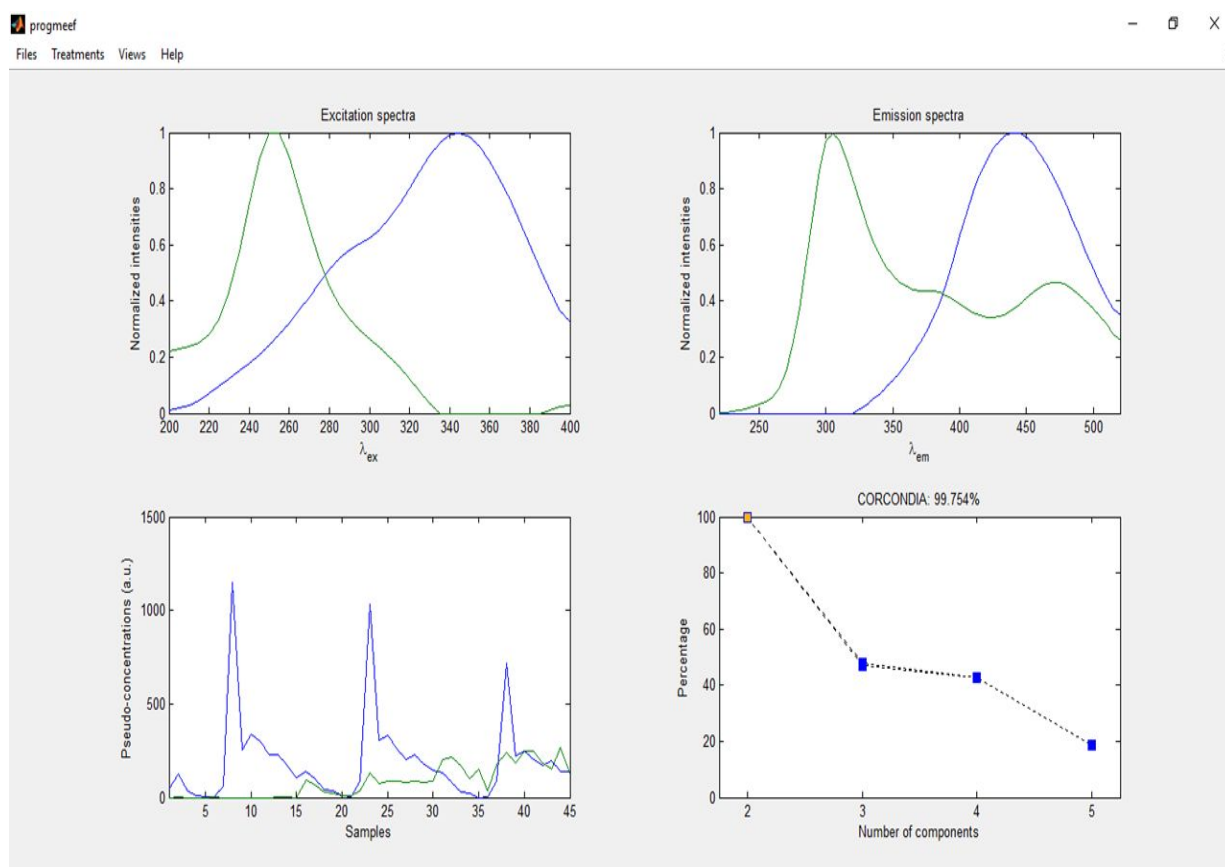 progmeef
Files Treatments Views Help
Excitation spectra
Normalized intensities
1
0.8
0.6
0.4
0.2
0
200 220 240 260 280 300 320 340 360 380 400
λex
Emission spectra
Normalized intensities
1
0.8
0.6
0.4
0.2
0
250 300 350 400 450 500
λem
Pseudo-concentrations (a.u.)
1500
1000
500
0
5 10 15 20 25 30 35 40 45
Samples
CORCONDIA: 99.754%
Percentage
100
80
60
40
20
0
2 3 4 5
Number of components